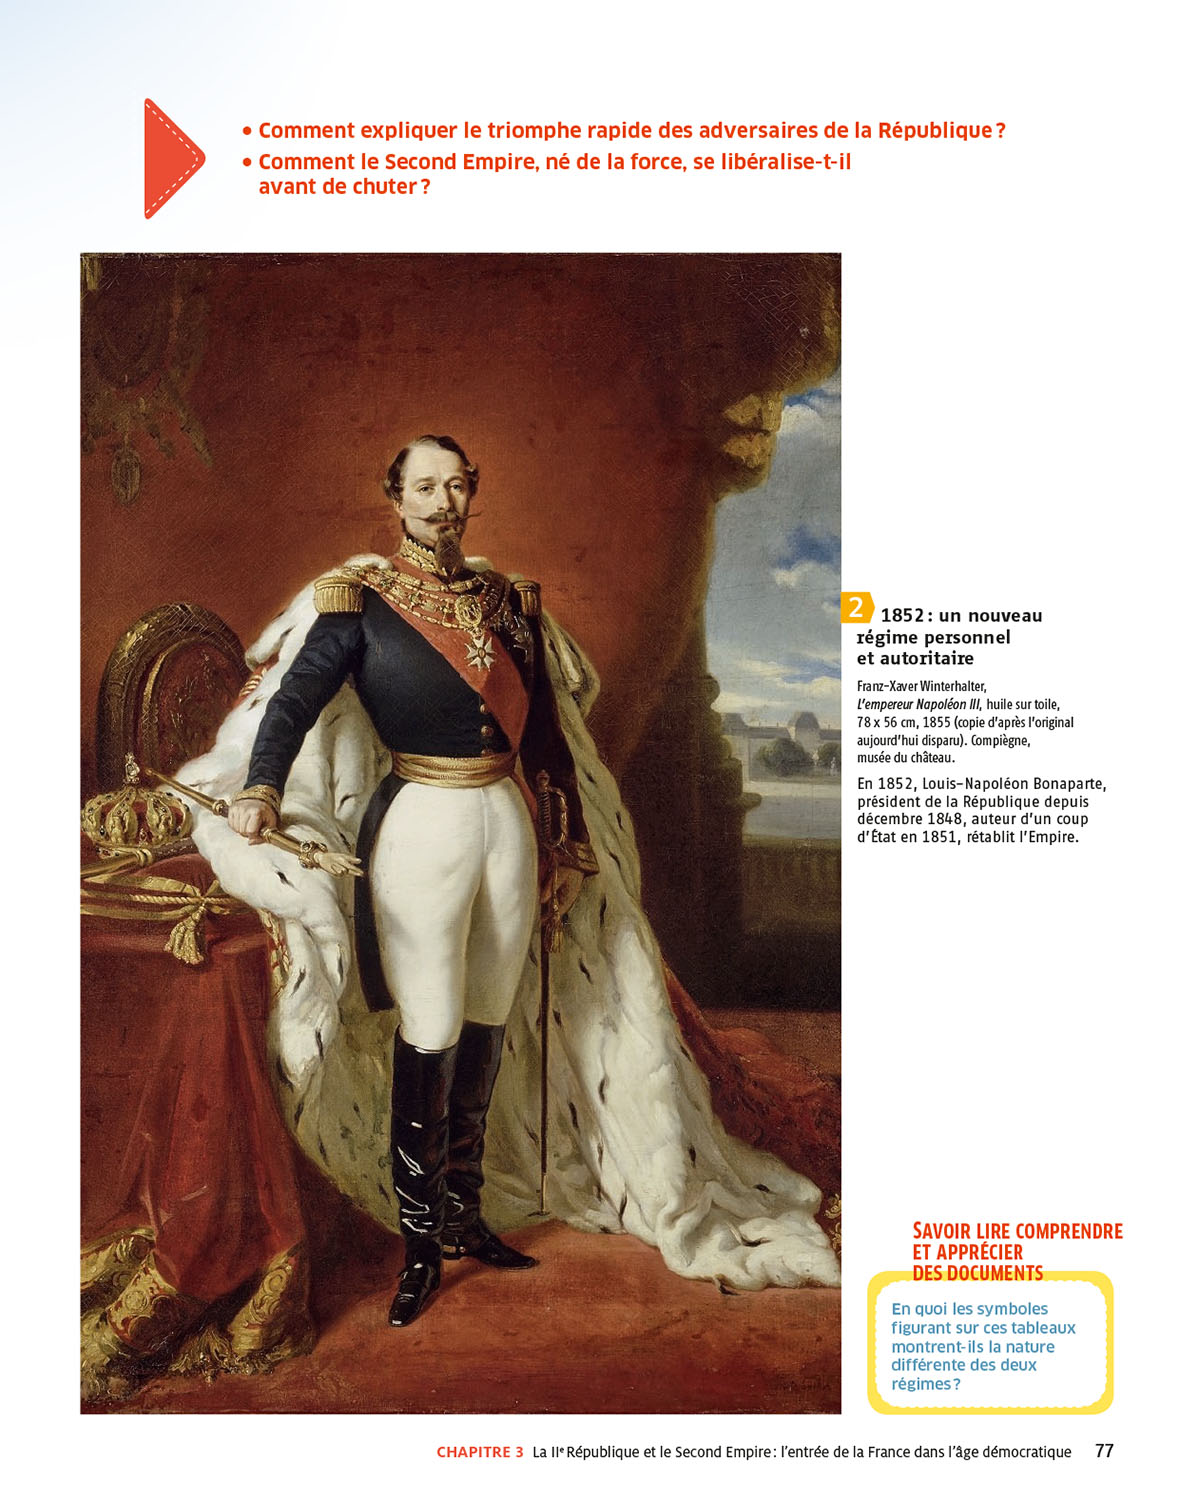 • Comment expliquer le triomphe rapide des adversaires de la République ?
• Comment le Second Empire, né de la force, se libéralise-t-il
avant de chuter ?
2 1852 : un nouveau
régime personnel
et autoritaire
Franz-Xaver Winterhalter,
L'empereur Napoléon III, huile sur toile,
78 x 56 cm, 1855 (copie d'après l'original
aujourd'hui disparu). Compiègne,
musée du château.
En 1852, Louis-Napoléon Bonaparte,
président de la République depuis
décembre 1848, auteur d'un coup
d'État en 1851, rétablit l'Empire.
SAVOIR LIRE COMPRENDRE
ET APPRÉCIER
DES DOCUMENTS
En quoi les symboles
figurant sur ces tableaux
montrent-ils la nature
différente des deux
régimes ?
CHAPITRE 3 La IIe République et le Second Empire : l'entrée de la France dans l'âge démocratique 77